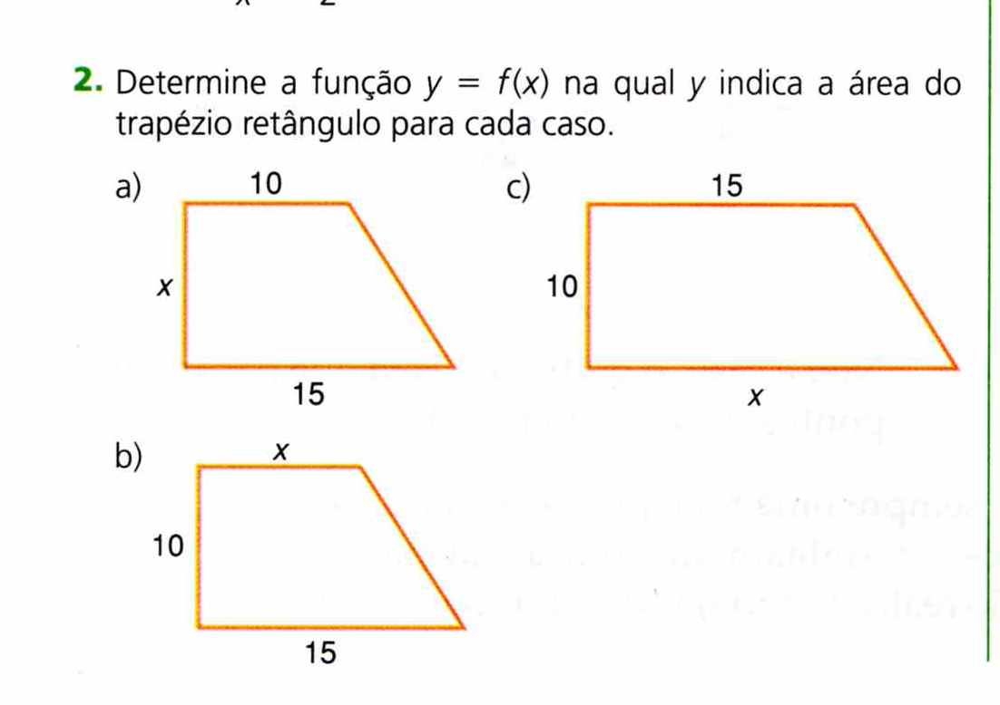 2. Determine a função y = f(x) na qual y indica a área do
trapézio retângulo para cada caso.
a)
10
x
15
b)
x
10
15
c)
15
10
x